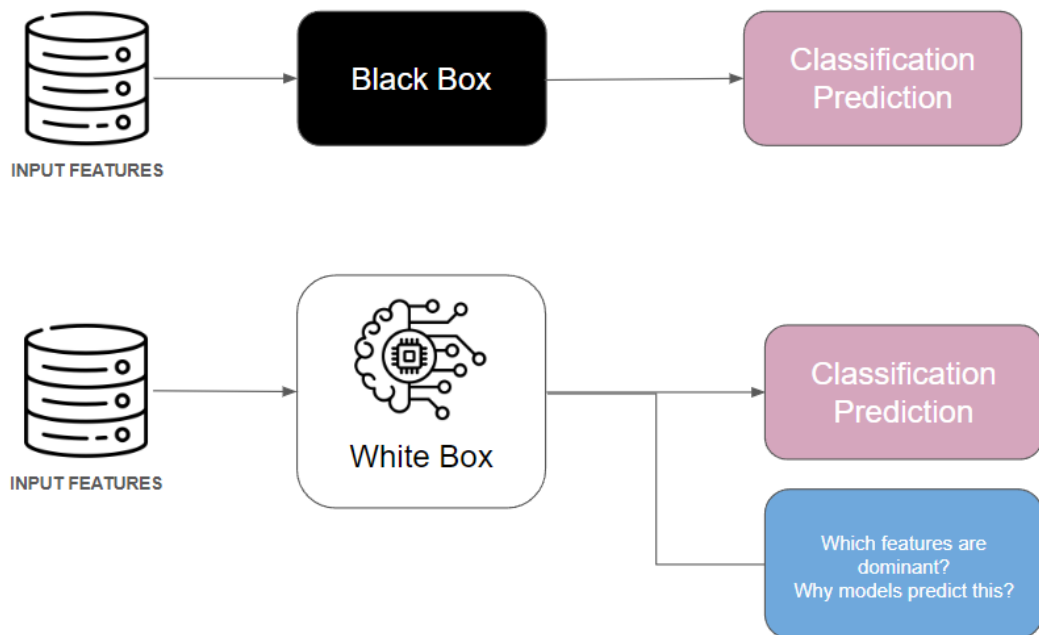 Black Box
Classification
Prediction
INPUT FEATURES
White Box
Classification
Prediction
INPUT FEATURES
Which features are
dominant?
Why models predict this?